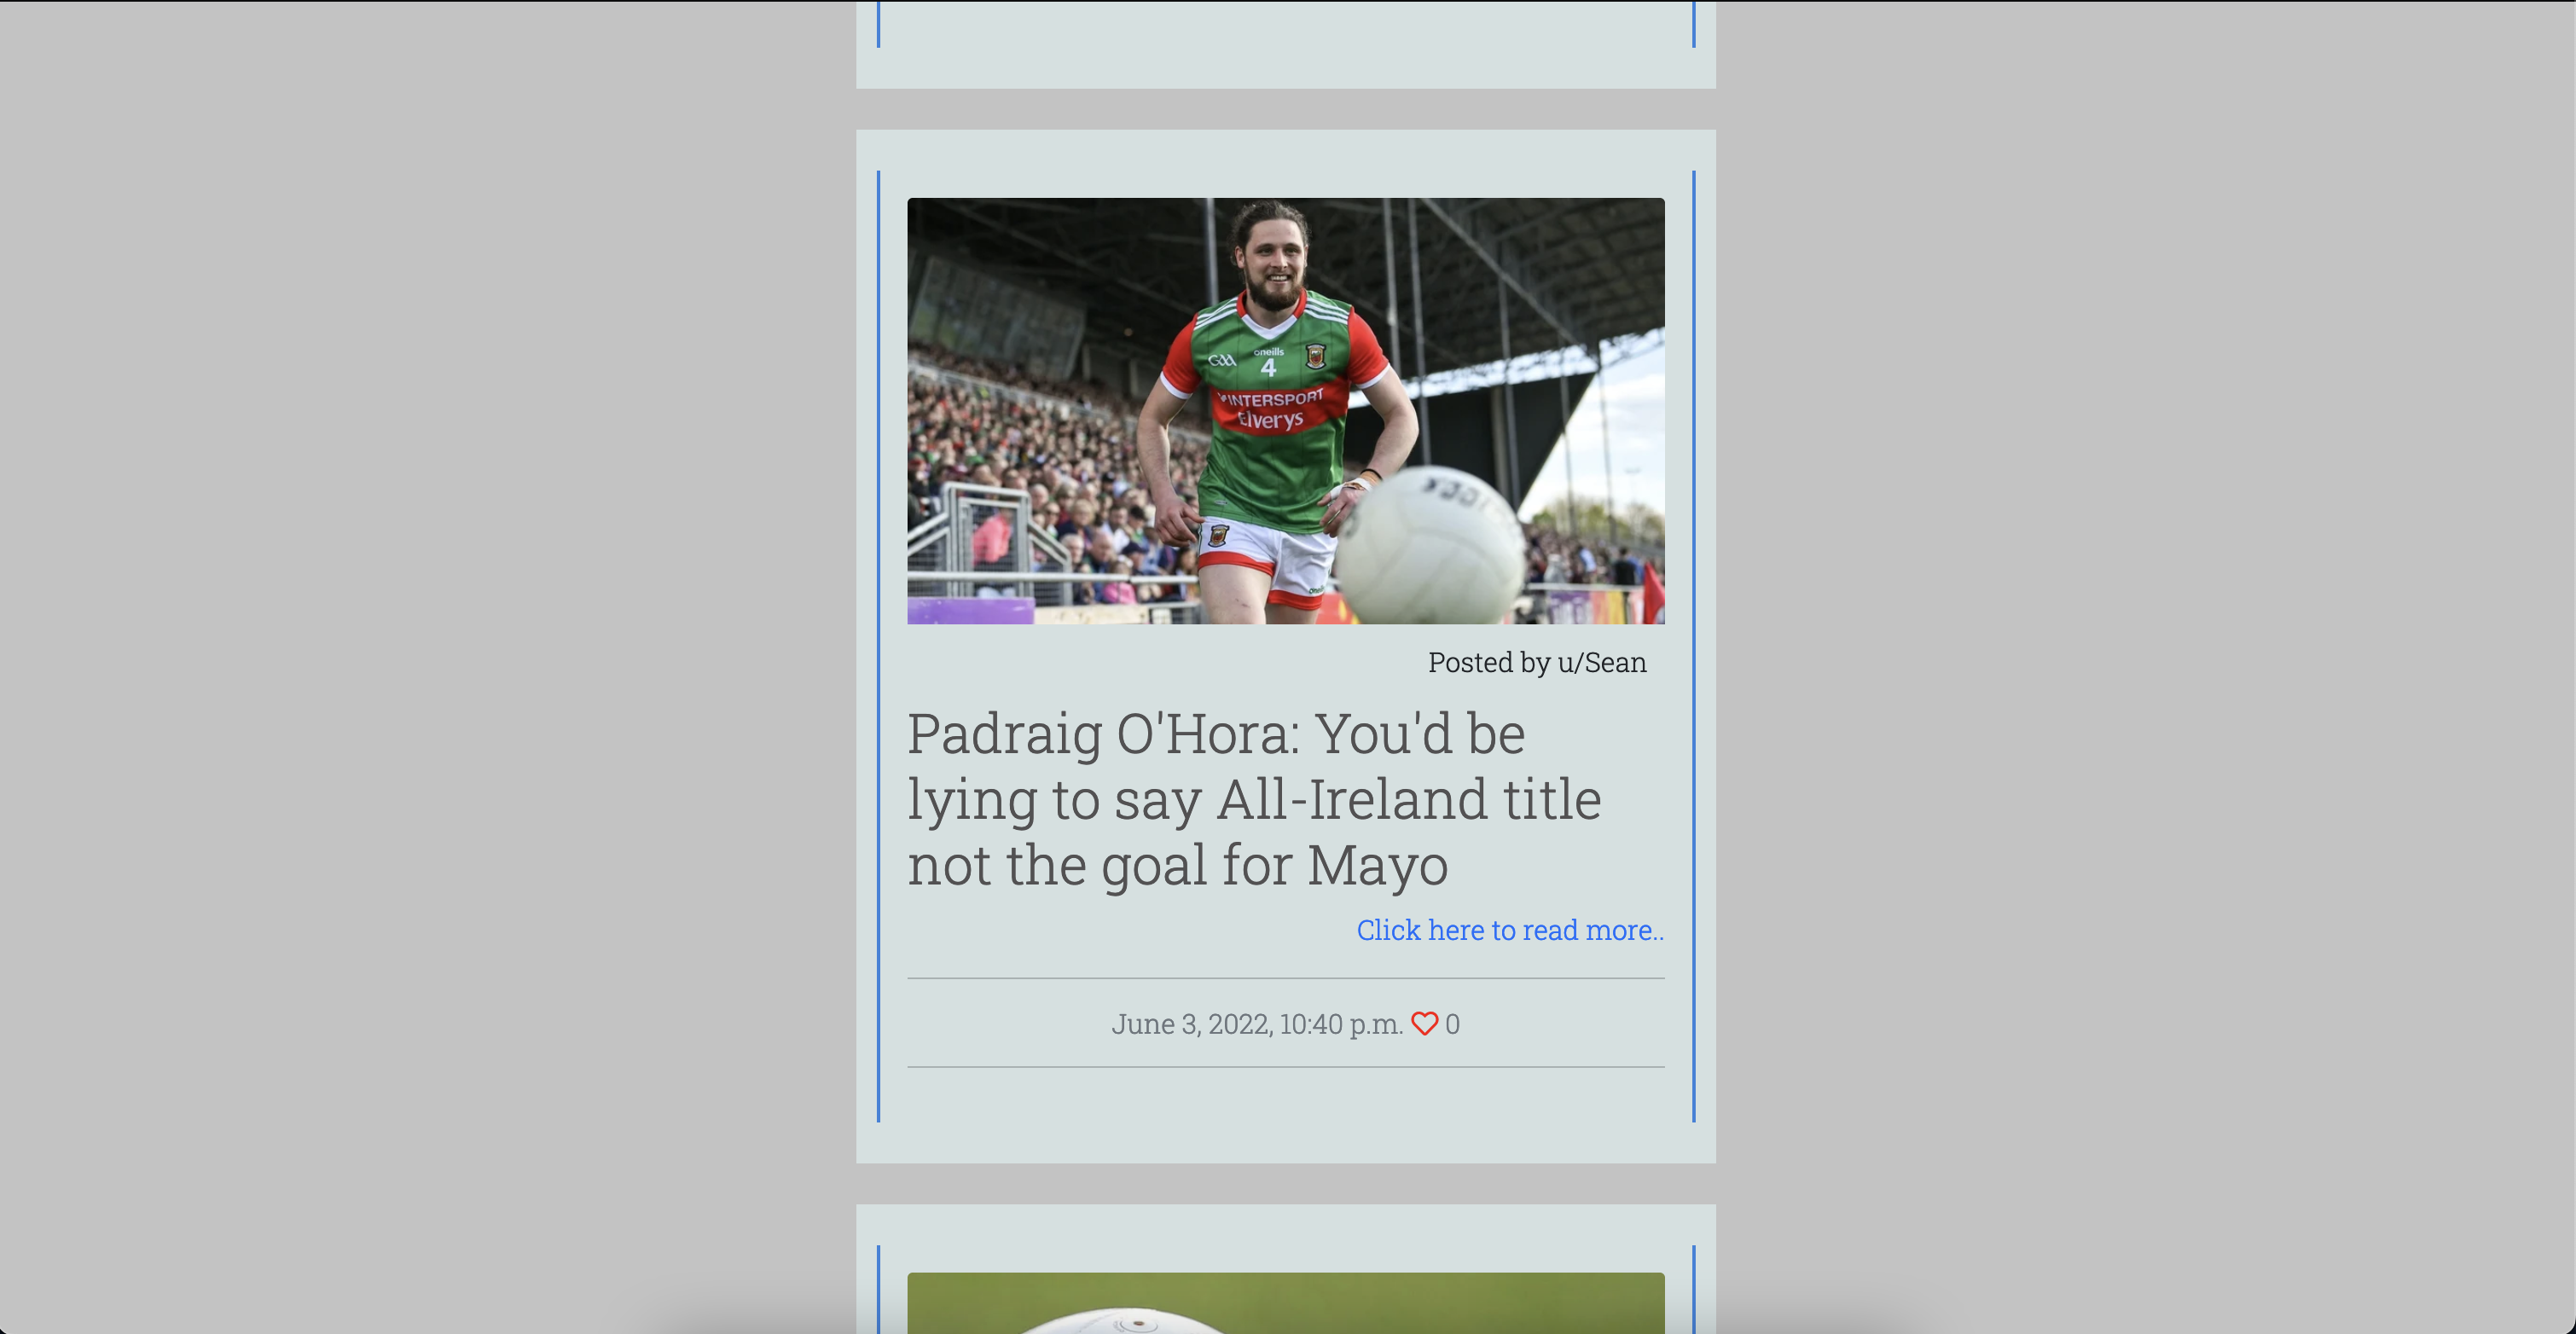 GAA
oneills
4
INTERSPORT
Elverys
Posted by u/Sean
Padraig O'Hora: You'd be
lying to say All-Ireland title
not the goal for Mayo
Click here to read more..
June 3, 2022, 10:40 p.m. 0